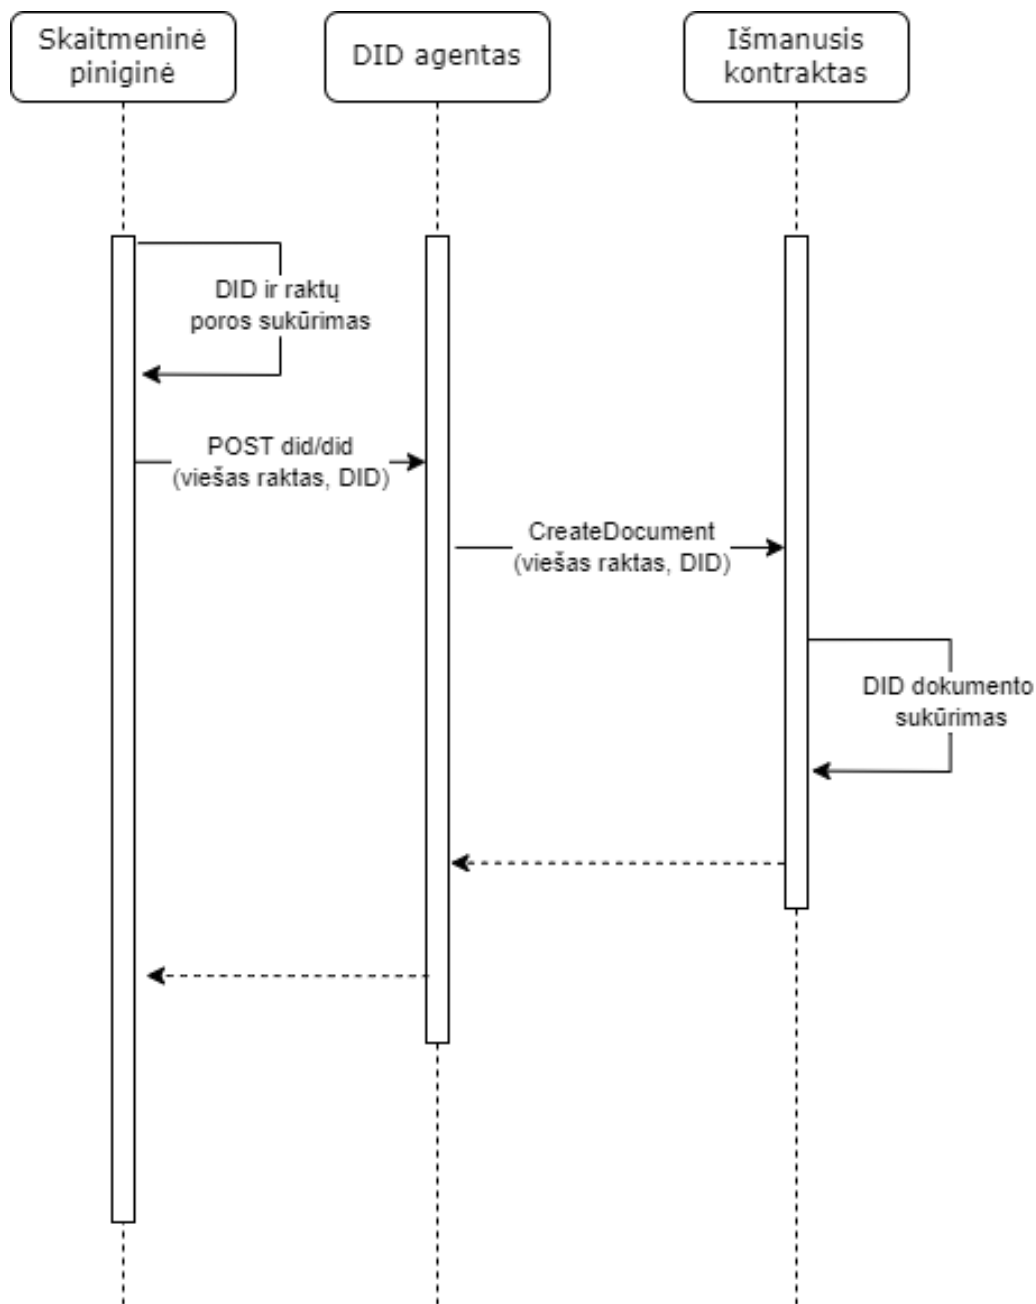 Skaitmeninė
piniginė
DID agentas
Išmanusis
kontraktas
DID ir raktų
poros sukūrimas
POST did/did
(viešas raktas, DID)
CreateDocument
(viešas raktas, DID)
DID dokumento
sukūrimas